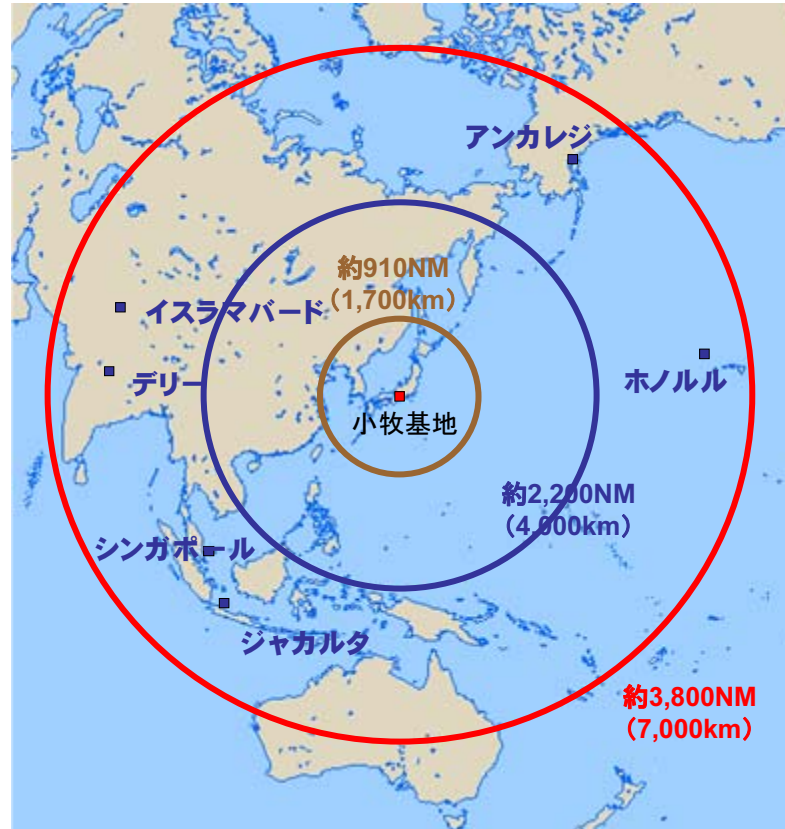 アンカレジ
約910NM
（1,700km）
イスラマバード
デリー
ホノルル
小牧基地
約2,200NM
（4,000km）
シンガポール
ジャカルタ
約3,800NM
（7,000km）